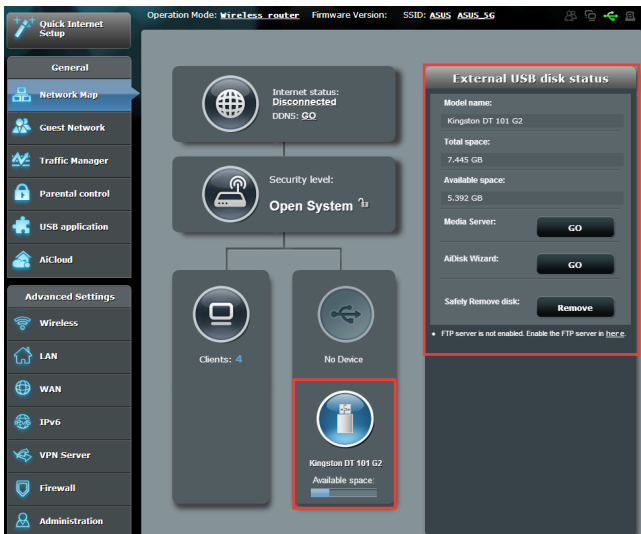 Quick Internet
Setup
Operation Mode: Wireless router Firmware Version: SSID: ASUS ASUS_5G
General
Network Map
Guest Network
Traffic Manager
Parental control
USB application
AiCloud
Advanced Settings
Wireless
LAN
WAN
IPv6
VPN Server
Firewall
Administration
Internet status:
Disconnected
DDNS: GO
Security level:
Open System
Clients: 4
No Device
Kingston DT 101 G2
Available space:
External USB disk status
Model name:
Kingston DT 101 G2
Total space:
7.445 GB
Available space:
5.392 GB
Media Server: GO
AiDisk Wizard: GO
Safely Remove disk: Remove
• FTP server is not enabled. Enable the FTP server in here.